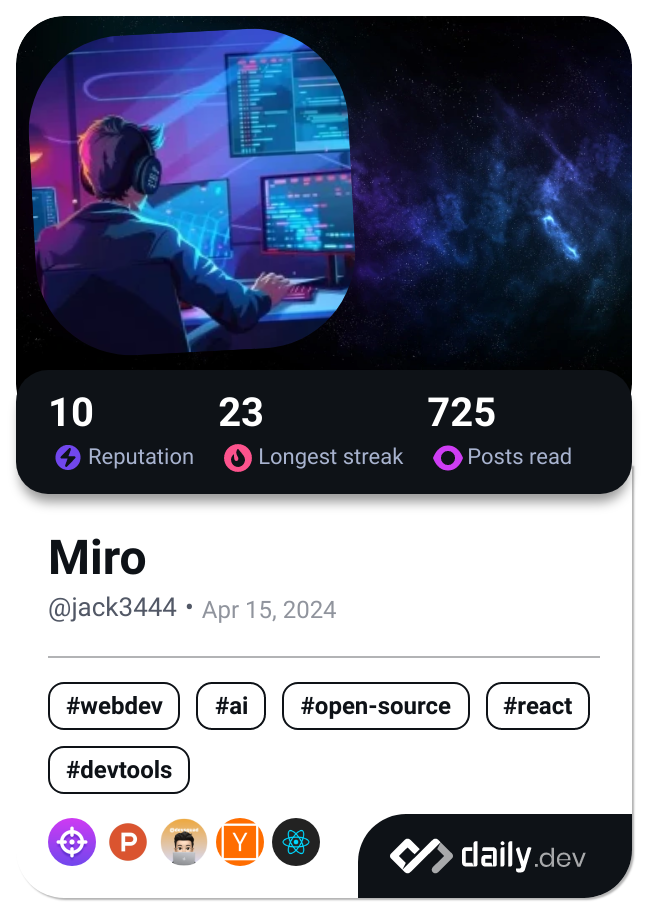 10 23 725
Reputation Longest streak Posts read
Miro
@jack3444 • Apr 15, 2024
#webdev #ai #open-source #react
#devtools
P Y
daily.dev